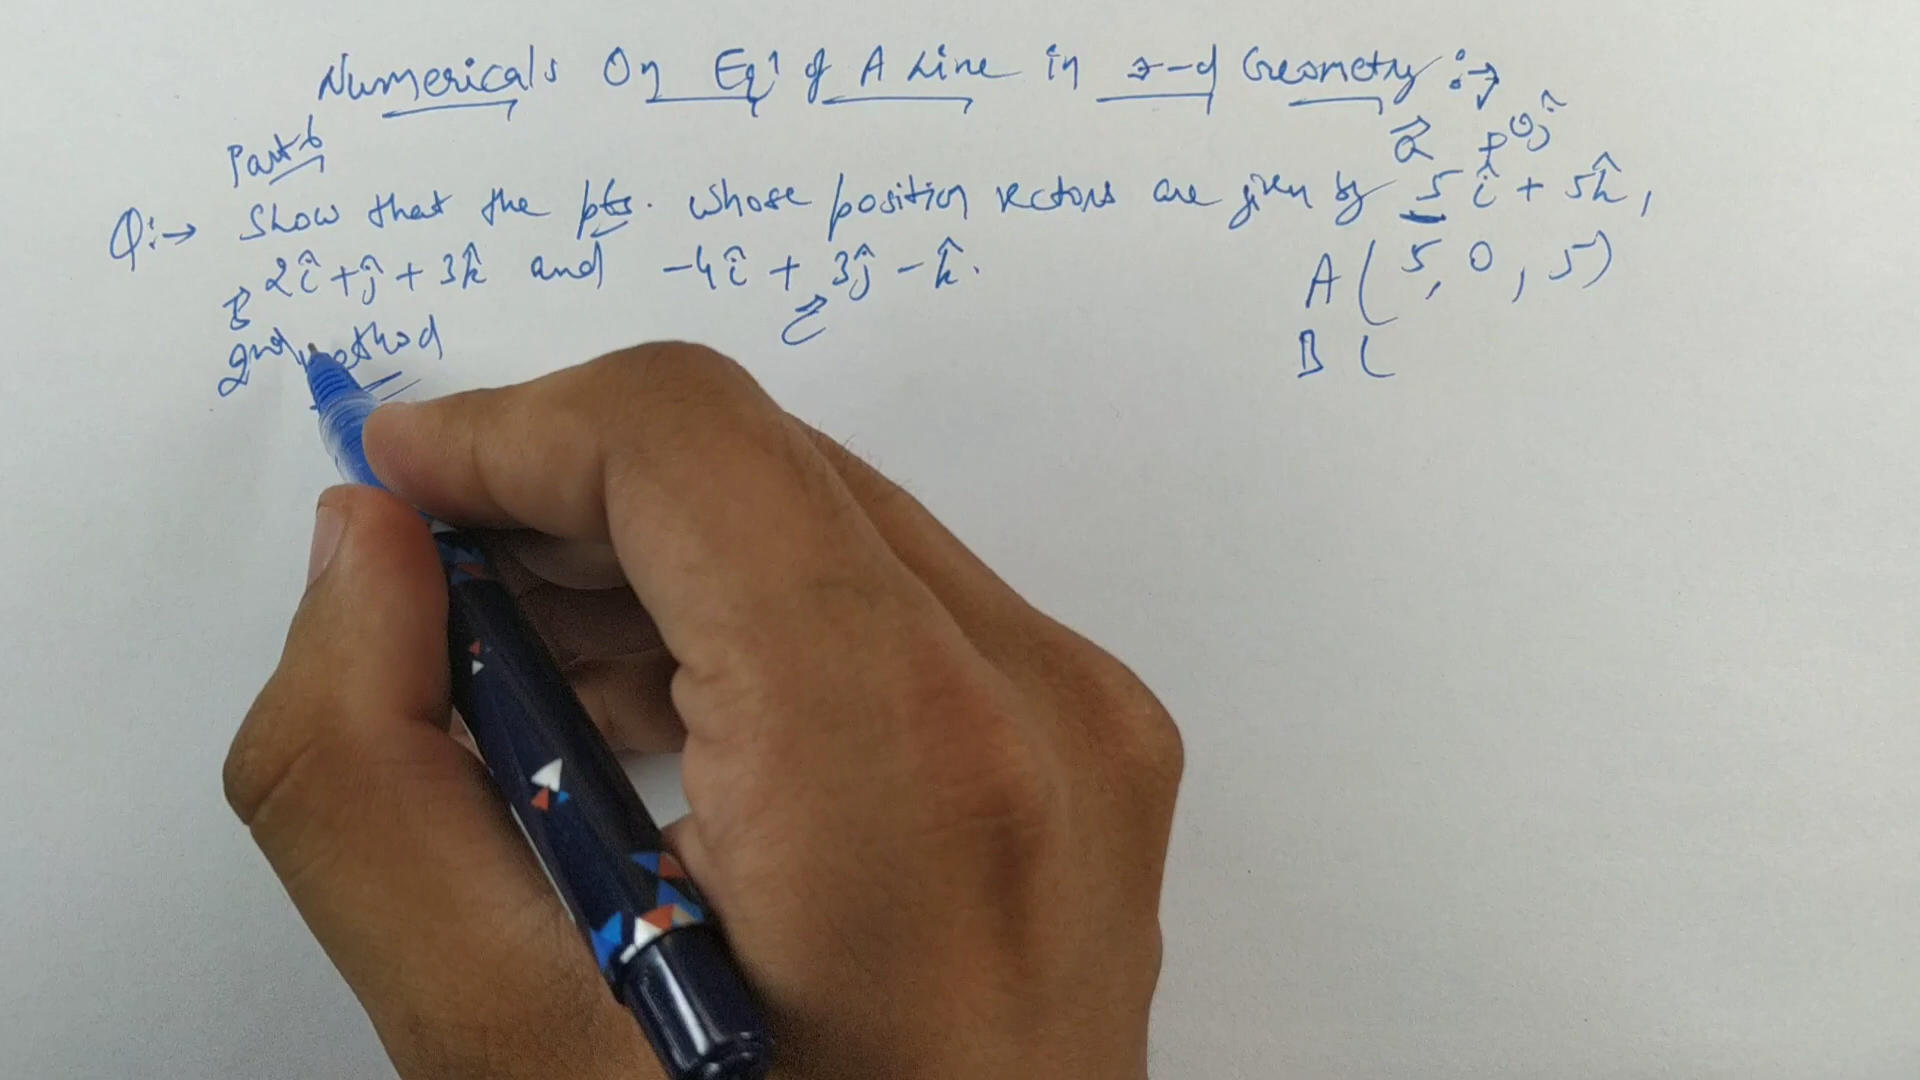 Numericals On Eqn of A Line in 3-d Geometry :→
Part-6
a⃗ +0ĵ
Q:→ Show that the pts. whose position vectors are given by 5î + 5k̂,
2î + ĵ + 3k̂ and -4î + 3ĵ - k̂.
A(5, 0, 5)
b⃗ c⃗
2nd method
B (